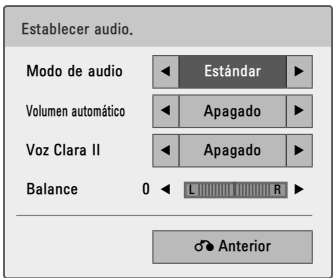 Establecer audio.
Modo de audio ◄ Estándar ►
Volumen automático ◄ Apagado ►
Voz Clara II ◄ Apagado ►
Balance 0 ◄ L R ►
Anterior